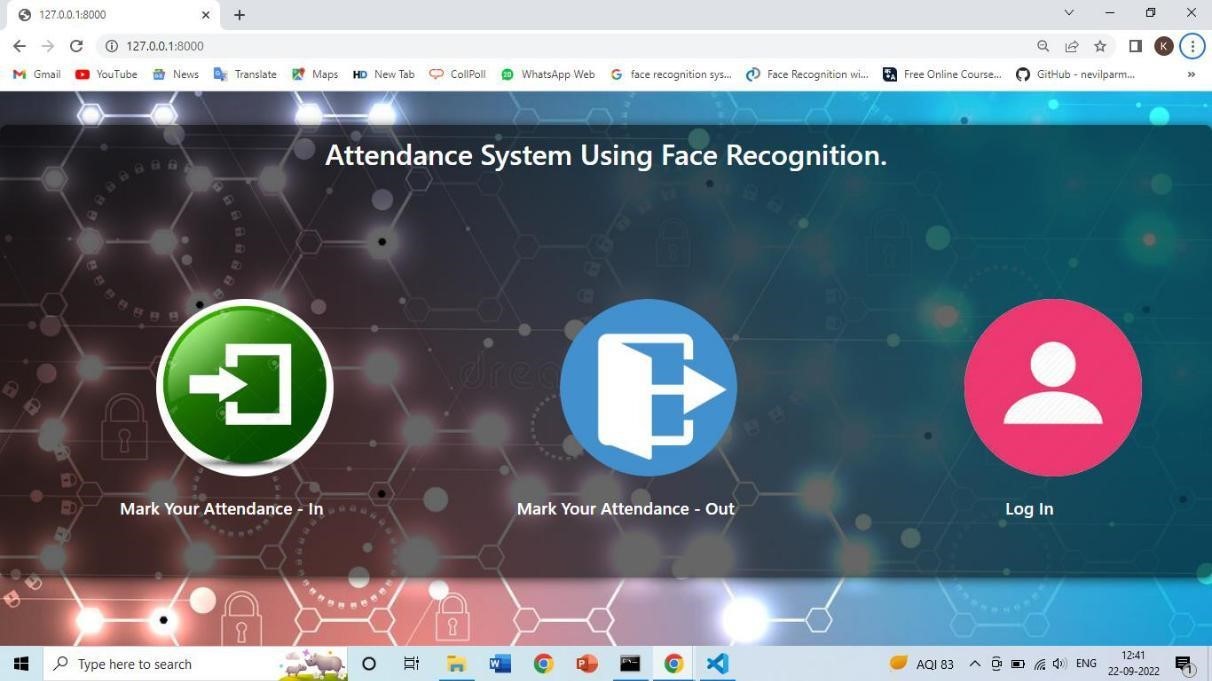 127.0.0.1:8000
127.0.0.1:8000
K
Gmail YouTube News Translate Maps HD New Tab CollPoll WhatsApp Web face recognition sys... Face Recognition wi... Free Online Course... GitHub - nevilparm... »
Attendance System Using Face Recognition.
Mark Your Attendance - In
Mark Your Attendance - Out
Log In
Type here to search
AQI 83
ENG
12:41
22-09-2022
1